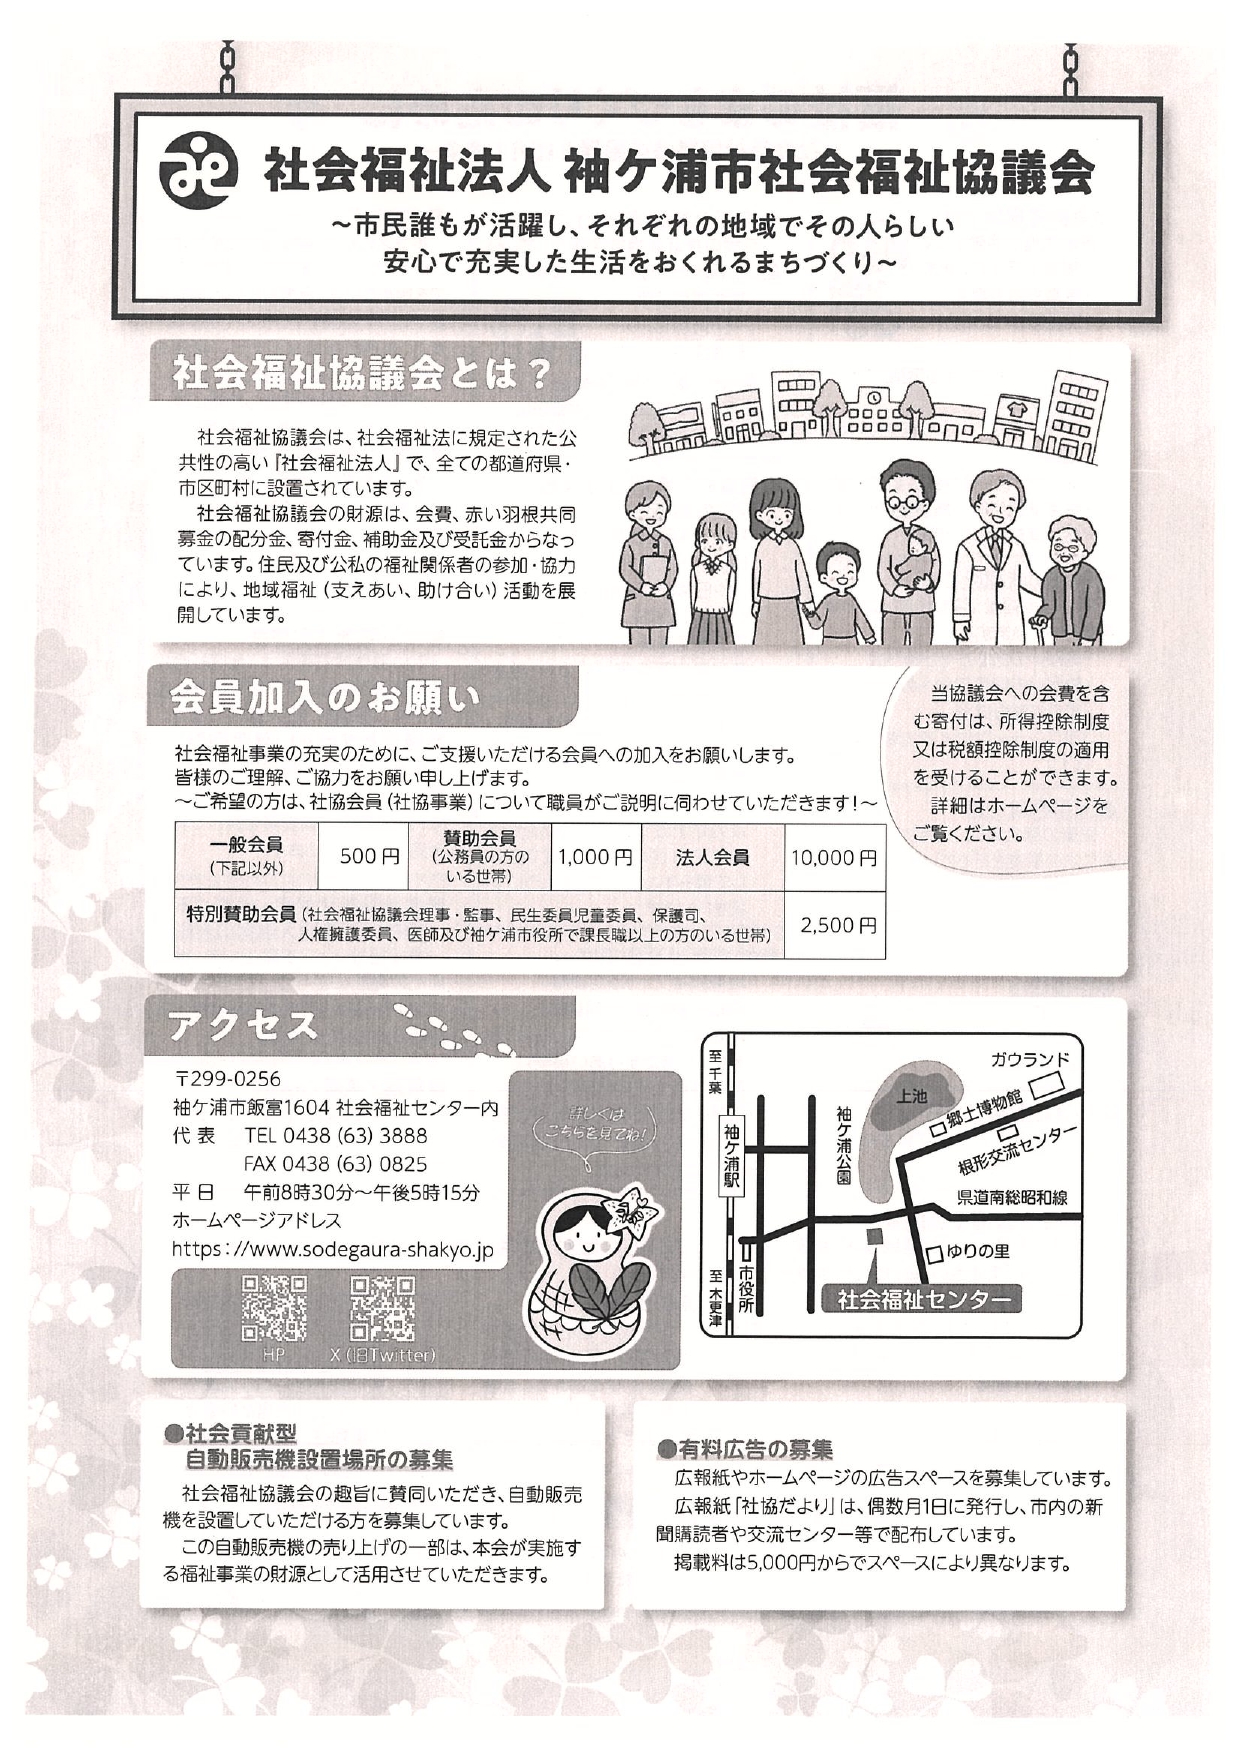 社会福祉法人 袖ケ浦市社会福祉協議会
～市民誰もが活躍し、それぞれの地域でその人らしい
安心で充実した生活をおくれるまちづくり～
社会福祉協議会とは？
社会福祉協議会は、社会福祉法に規定された公
共性の高い『社会福祉法人』で、全ての都道府県・
市区町村に設置されています。
社会福祉協議会の財源は、会費、赤い羽根共同
募金の配分金、寄付金、補助金及び受託金からなっ
ています。住民及び公私の福祉関係者の参加・協力
により、地域福祉（支えあい、助け合い）活動を展
開しています。
会員加入のお願い
社会福祉事業の充実のために、ご支援いただける会員への加入をお願いします。
皆様のご理解、ご協力をお願い申し上げます。
～ご希望の方は、社協会員（社協事業）について職員がご説明に伺わせていただきます！～
当協議会への会費を含
む寄付は、所得控除制度
又は税額控除制度の適用
を受けることができます。
詳細はホームページを
ご覧ください。
一般会員
（下記以外）
500円
賛助会員
（公務員の方の
いる世帯）
1,000円
法人会員
10,000円
特別賛助会員（社会福祉協議会理事・監事、民生委員児童委員、保護司、
人権擁護委員、医師及び袖ケ浦市役所で課長職以上の方のいる世帯）
2,500円
アクセス
〒299-0256
袖ケ浦市飯富1604 社会福祉センター内
代表 TEL 0438 (63) 3888
FAX 0438 (63) 0825
平日 午前8時30分～午後5時15分
ホームページアドレス
https://www.sodegaura-shakyo.jp
HP
X (旧Twitter)
詳しくは
こちらを見てね！
至千葉
袖ケ浦駅
至木更津
市役所
袖ケ浦公園
上池
ガウランド
郷土博物館
根形交流センター
県道南総昭和線
ゆりの里
社会福祉センター
●社会貢献型
自動販売機設置場所の募集
社会福祉協議会の趣旨に賛同いただき、自動販売
機を設置していただける方を募集しています。
この自動販売機の売り上げの一部は、本会が実施す
る福祉事業の財源として活用させていただきます。
●有料広告の募集
広報紙やホームページの広告スペースを募集しています。
広報紙「社協だより」は、偶数月1日に発行し、市内の新
聞購読者や交流センター等で配布しています。
掲載料は5,000円からでスペースにより異なります。